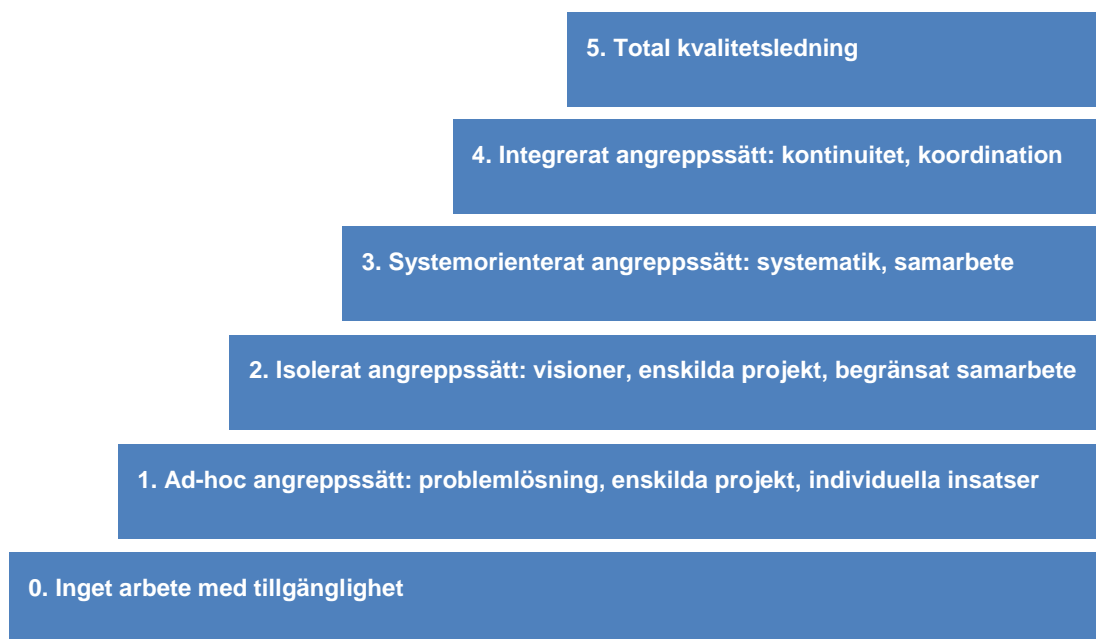 5. Total kvalitetsledning
4. Integrerat angreppssätt: kontinuitet, koordination
3. Systemorienterat angreppssätt: systematik, samarbete
2. Isolerat angreppssätt: visioner, enskilda projekt, begränsat samarbete
1. Ad-hoc angreppssätt: problemlösning, enskilda projekt, individuella insatser
0. Inget arbete med tillgänglighet